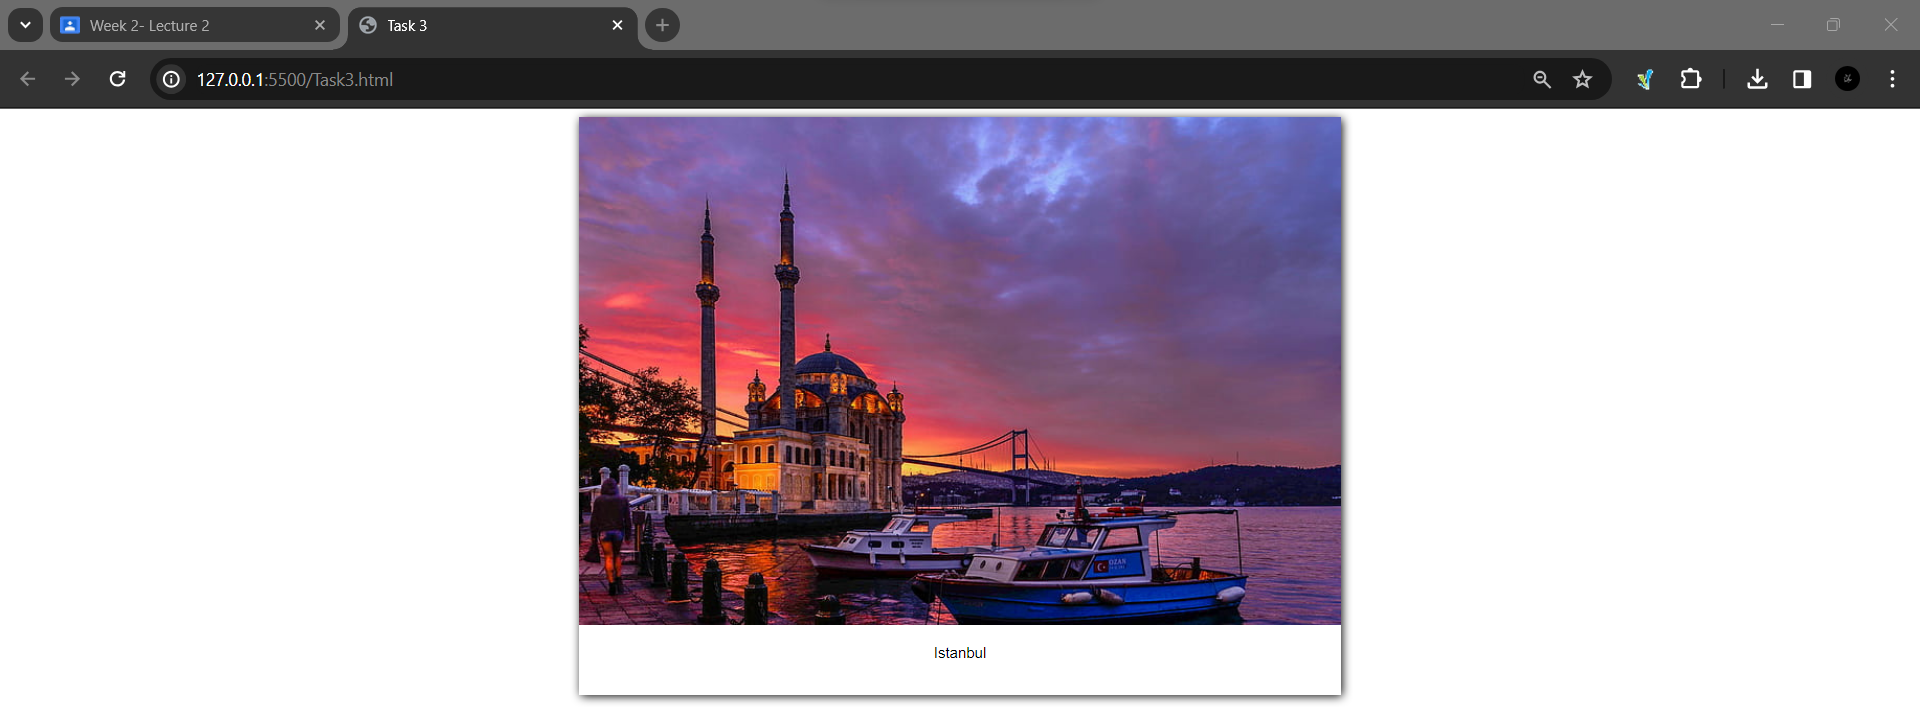 Week 2- Lecture 2
Task 3
127.0.0.1:5500/Task3.html
Istanbul